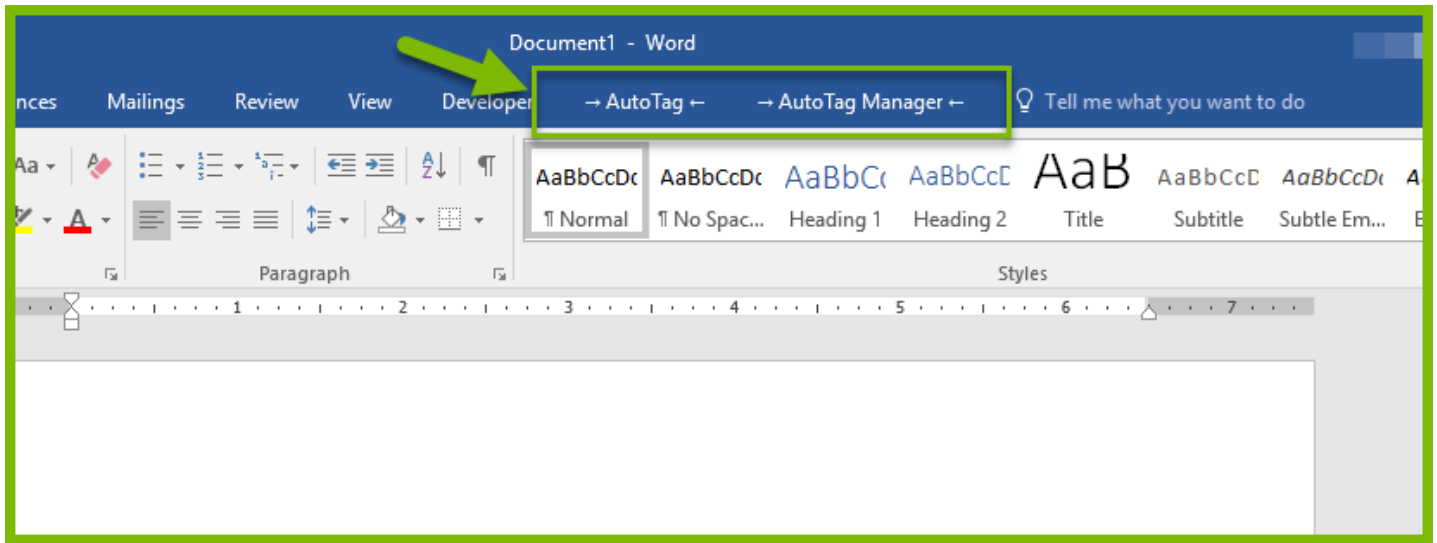 Document1 - Word
nces Mailings Review View Developer → AutoTag ← → AutoTag Manager ← Tell me what you want to do
Aa
AaBbCcDc AaBbCcDc AaBbC AaBbCcC AaB AaBbCcD AaBbCcD
A ¶ Normal ¶ No Spac... Heading 1 Heading 2 Title Subtitle Subtle Em...
Paragraph Styles
1 2 3 4 5 6 7